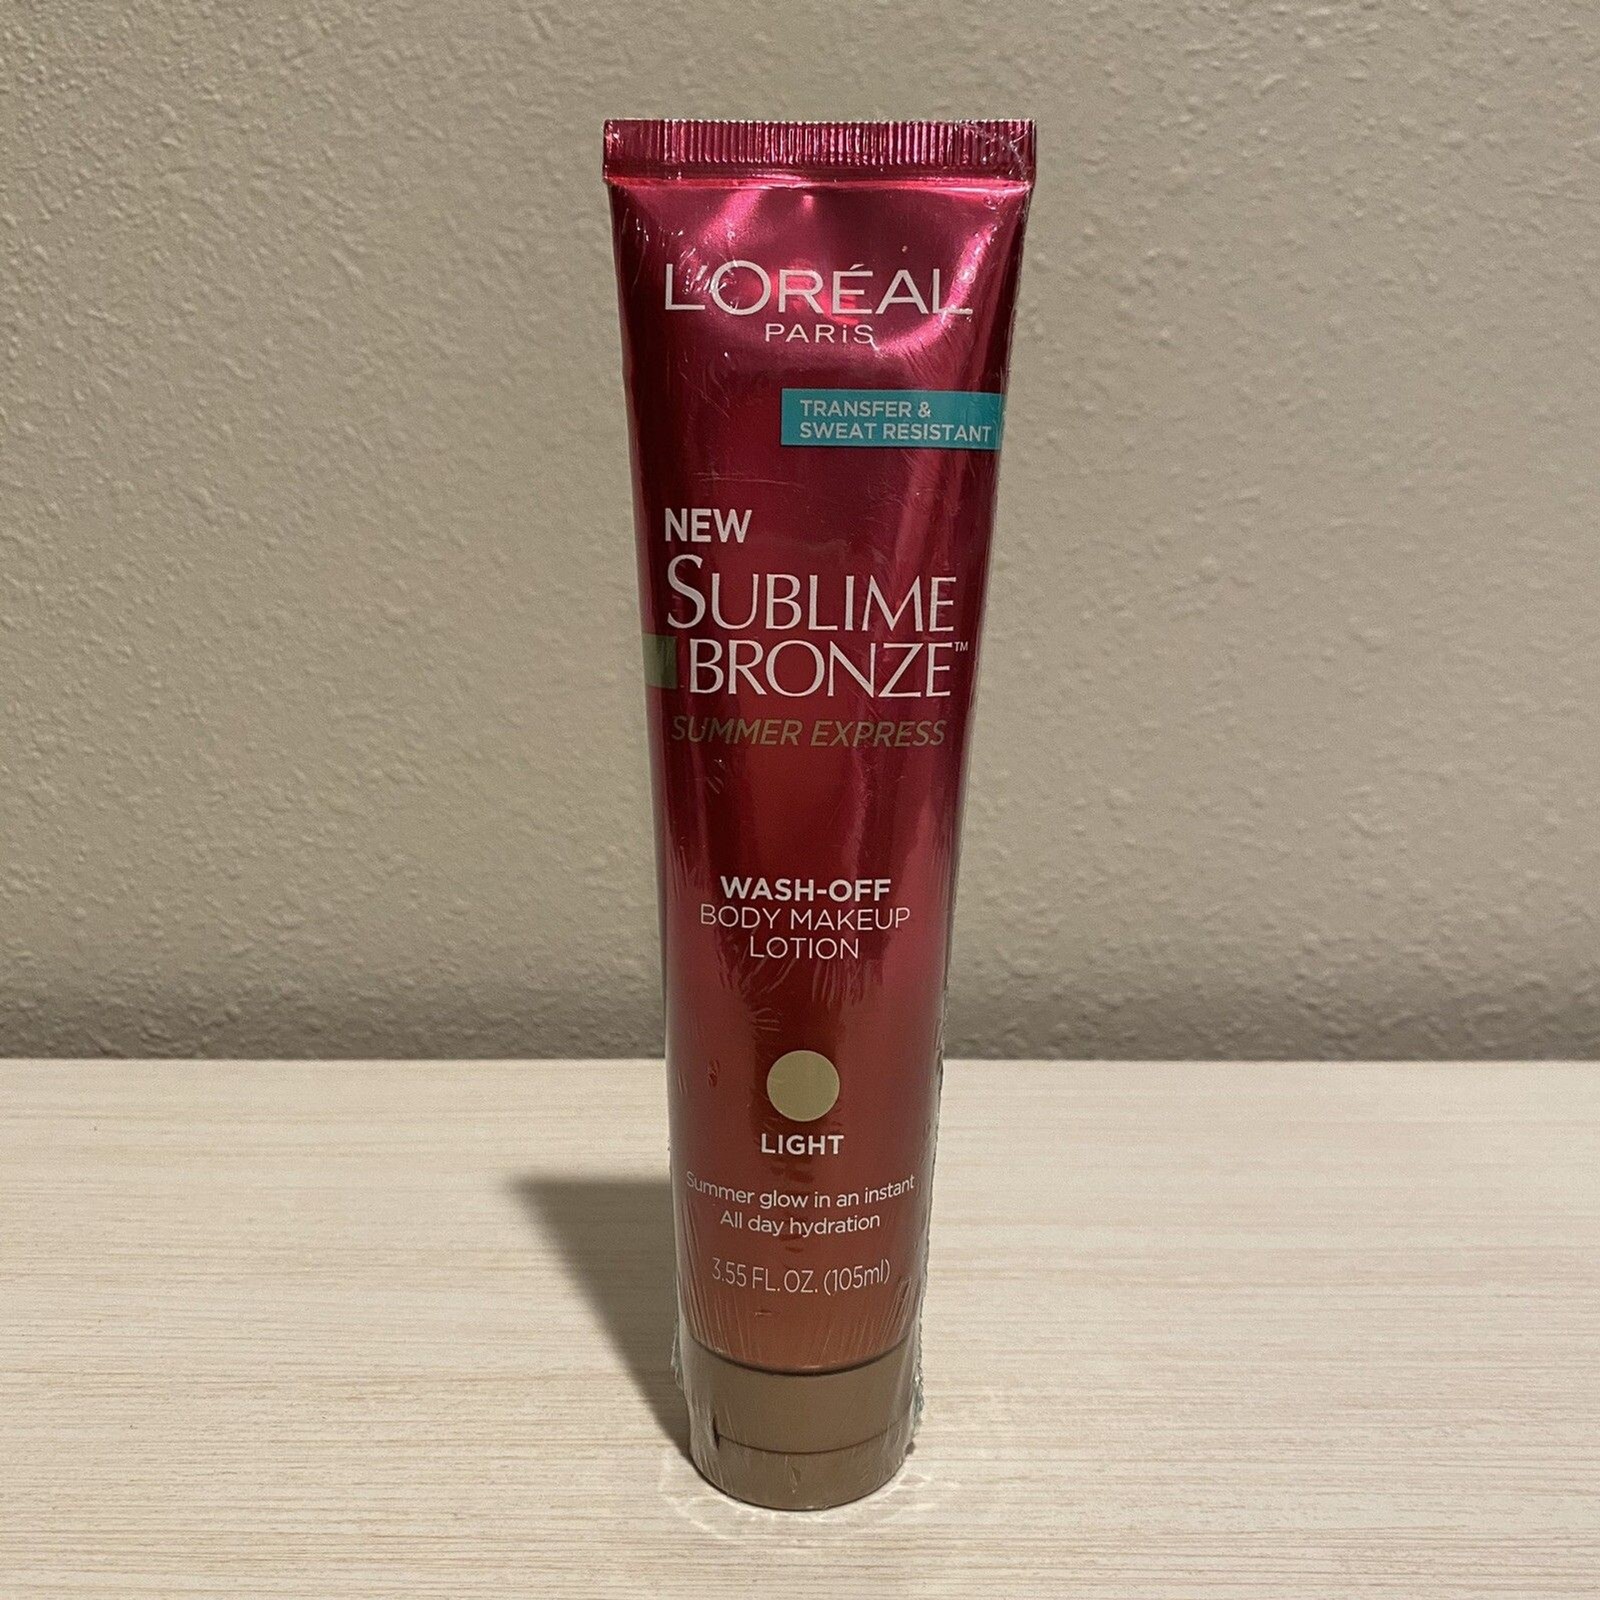 L'ORÉAL
PARiS
TRANSFER &
SWEAT RESISTANT
NEW
SUBLIME
BRONZE™
SUMMER EXPRESS
WASH-OFF
BODY MAKEUP
LOTION
LIGHT
Summer glow in an instant
All day hydration
3.55 FL. OZ. (105ml)